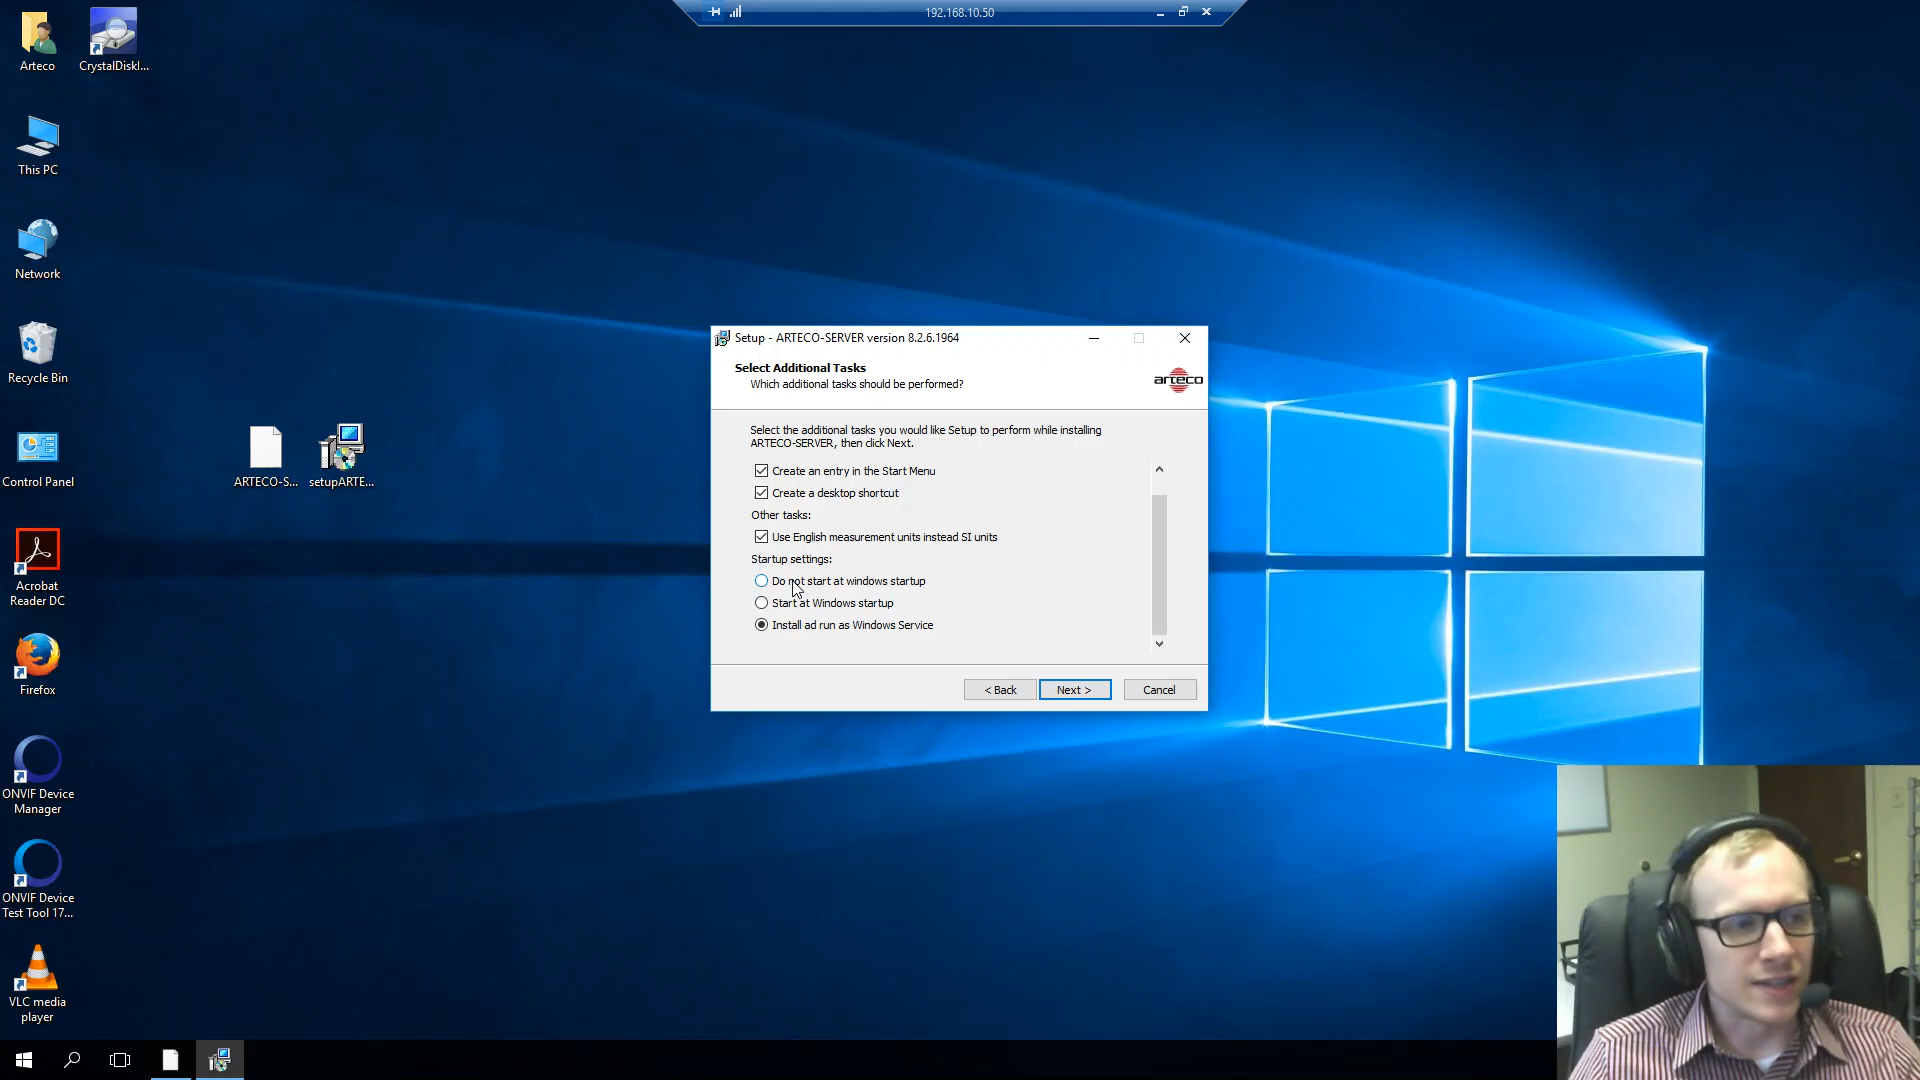 192.168.10.50
Arteco
CrystalDiskI...
This PC
Network
Recycle Bin
Control Panel
Acrobat
Reader DC
Firefox
ONVIF Device
Manager
ONVIF Device
Test Tool 17...
VLC media
player
ARTECO-S...
setupARTE...
Setup - ARTECO-SERVER version 8.2.6.1964
Select Additional Tasks
Which additional tasks should be performed?
arteco
Select the additional tasks you would like Setup to perform while installing
ARTECO-SERVER, then click Next.
Create an entry in the Start Menu
Create a desktop shortcut
Other tasks:
Use English measurement units instead SI units
Startup settings:
Do not start at windows startup
Start at Windows startup
Install ad run as Windows Service
< Back
Next >
Cancel